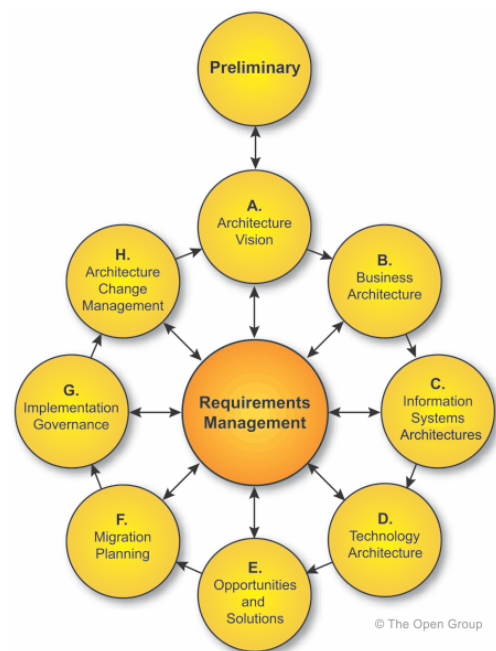 Preliminary
A.
Architecture
Vision
B.
Business
Architecture
C.
Information
Systems
Architectures
D.
Technology
Architecture
E.
Opportunities
and
Solutions
F.
Migration
Planning
G.
Implementation
Governance
H.
Architecture
Change
Management
Requirements
Management
© The Open Group